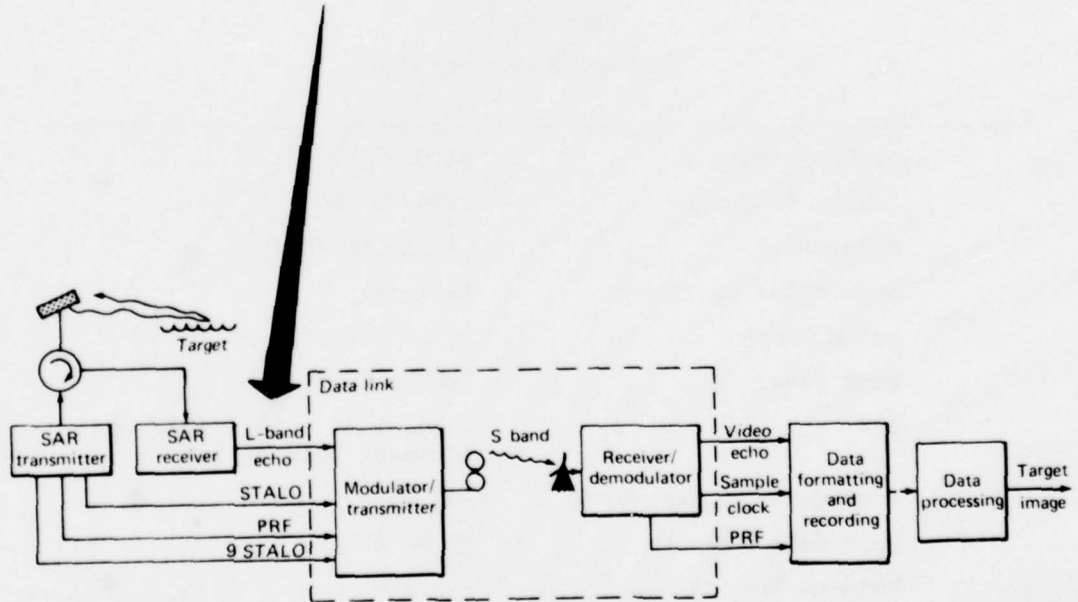 Target
Data link
SAR
transmitter
SAR
receiver
L-band
echo
STALO
PRF
9 STALO
Modulator/
transmitter
S band
Receiver/
demodulator
Video
echo
Sample
clock
PRF
Data
formatting
and
recording
Data
processing
Target
image